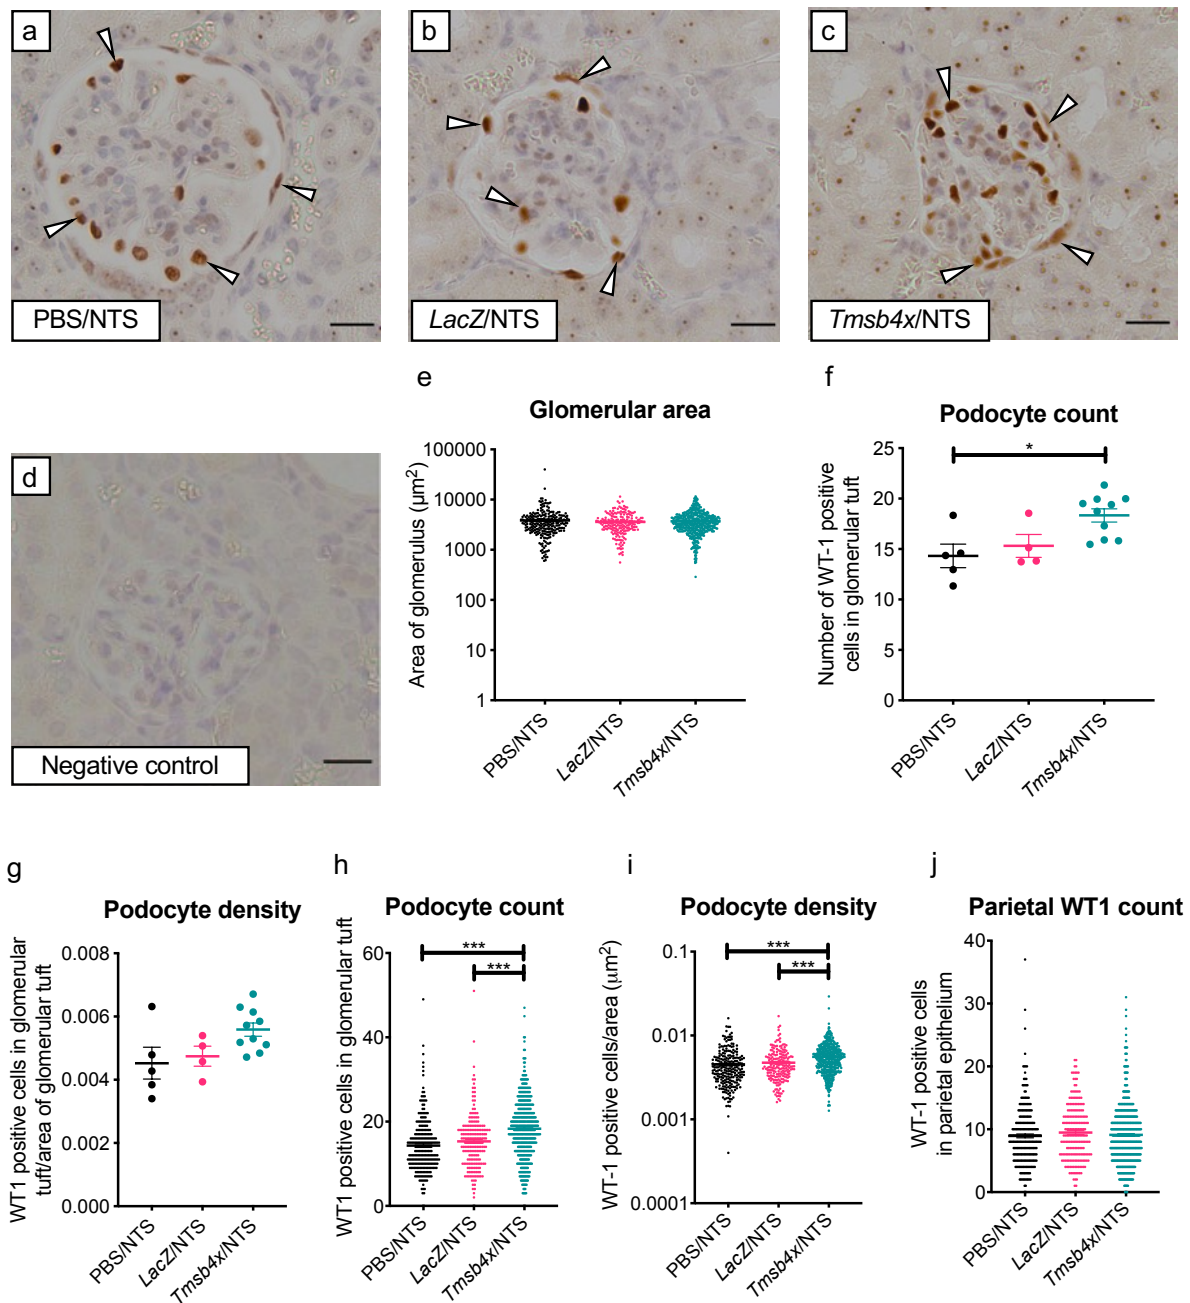 a
b
c
PBS/NTS
LacZ/NTS
Tmsb4x/NTS
d
Negative control
e
Glomerular area
Area of glomerulus (μm²)
100000
10000
1000
100
10
1
PBS/NTS
LacZ/NTS
Tmsb4x/NTS
f
Podocyte count
Number of WT-1 positive
cells in glomerular tuft
25
20
15
10
5
0
*
PBS/NTS
LacZ/NTS
Tmsb4x/NTS
g
Podocyte density
WT1 positive cells in glomerular
tuft/area of glomerular tuft
0.008
0.006
0.004
0.002
0.000
PBS/NTS
LacZ/NTS
Tmsb4x/NTS
h
Podocyte count
WT1 positive cells in glomerular tuft
60
40
20
0
***
***
PBS/NTS
LacZ/NTS
Tmsb4x/NTS
i
Podocyte density
WT-1 positive cells/area (μm²)
0.1
0.01
0.001
0.0001
***
***
PBS/NTS
LacZ/NTS
Tmsb4x/NTS
j
Parietal WT1 count
WT-1 positive cells
in parietal epithelium
40
30
20
10
0
PBS/NTS
LacZ/NTS
Tmsb4x/NTS